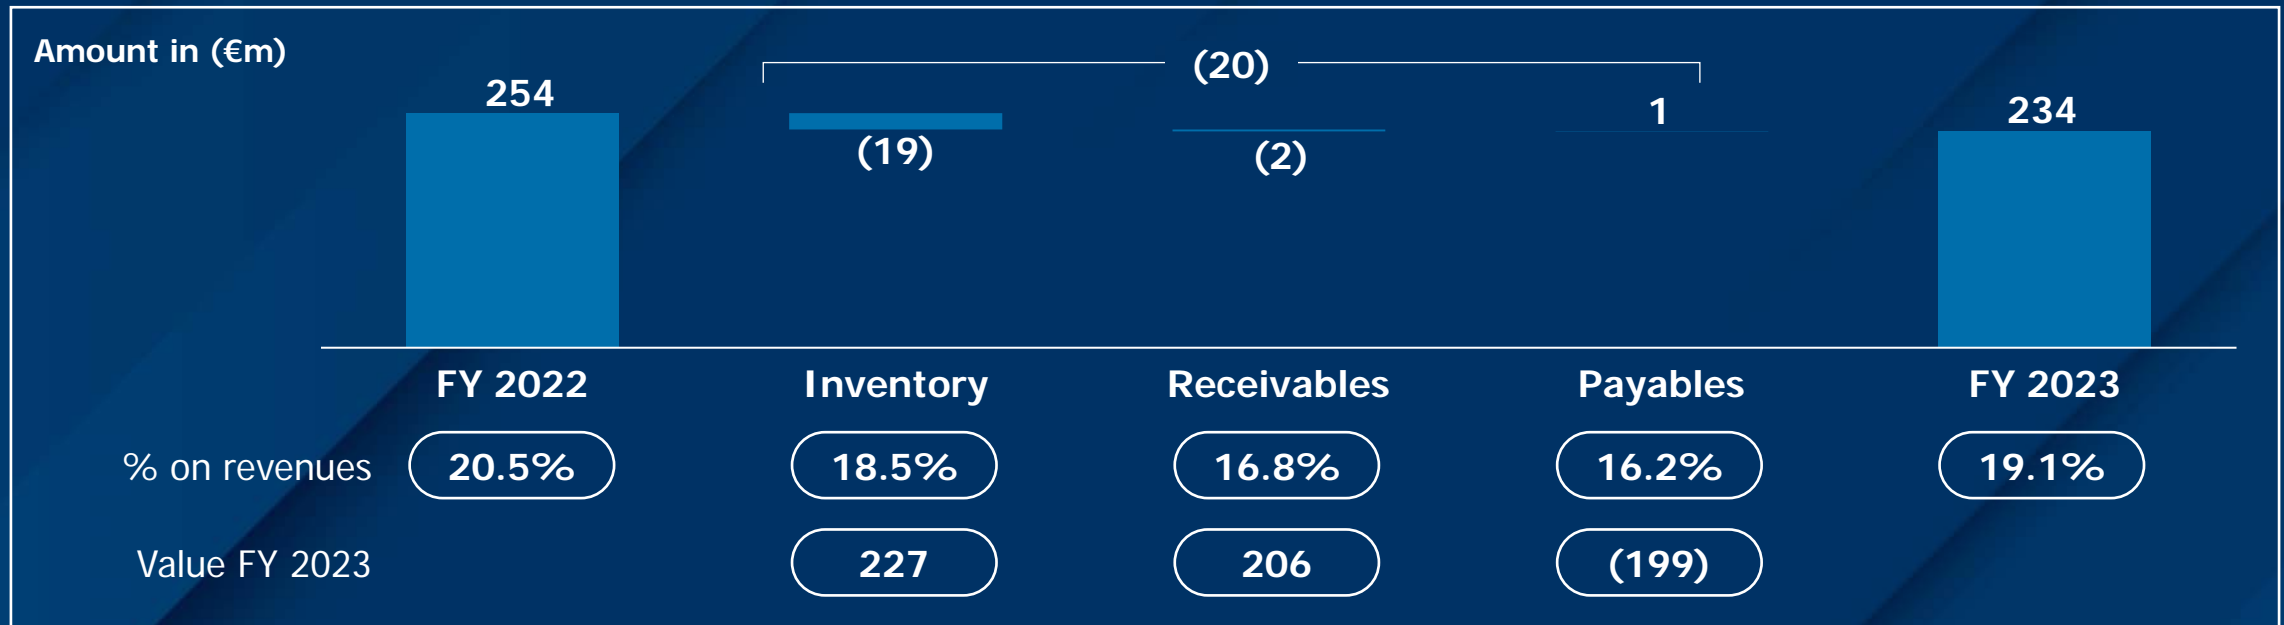 Amount in (€m)
(20)
254
(19)
(2)
1
234
FY 2022 Inventory Receivables Payables FY 2023
% on revenues 20.5% 18.5% 16.8% 16.2% 19.1%
Value FY 2023 227 206 (199)